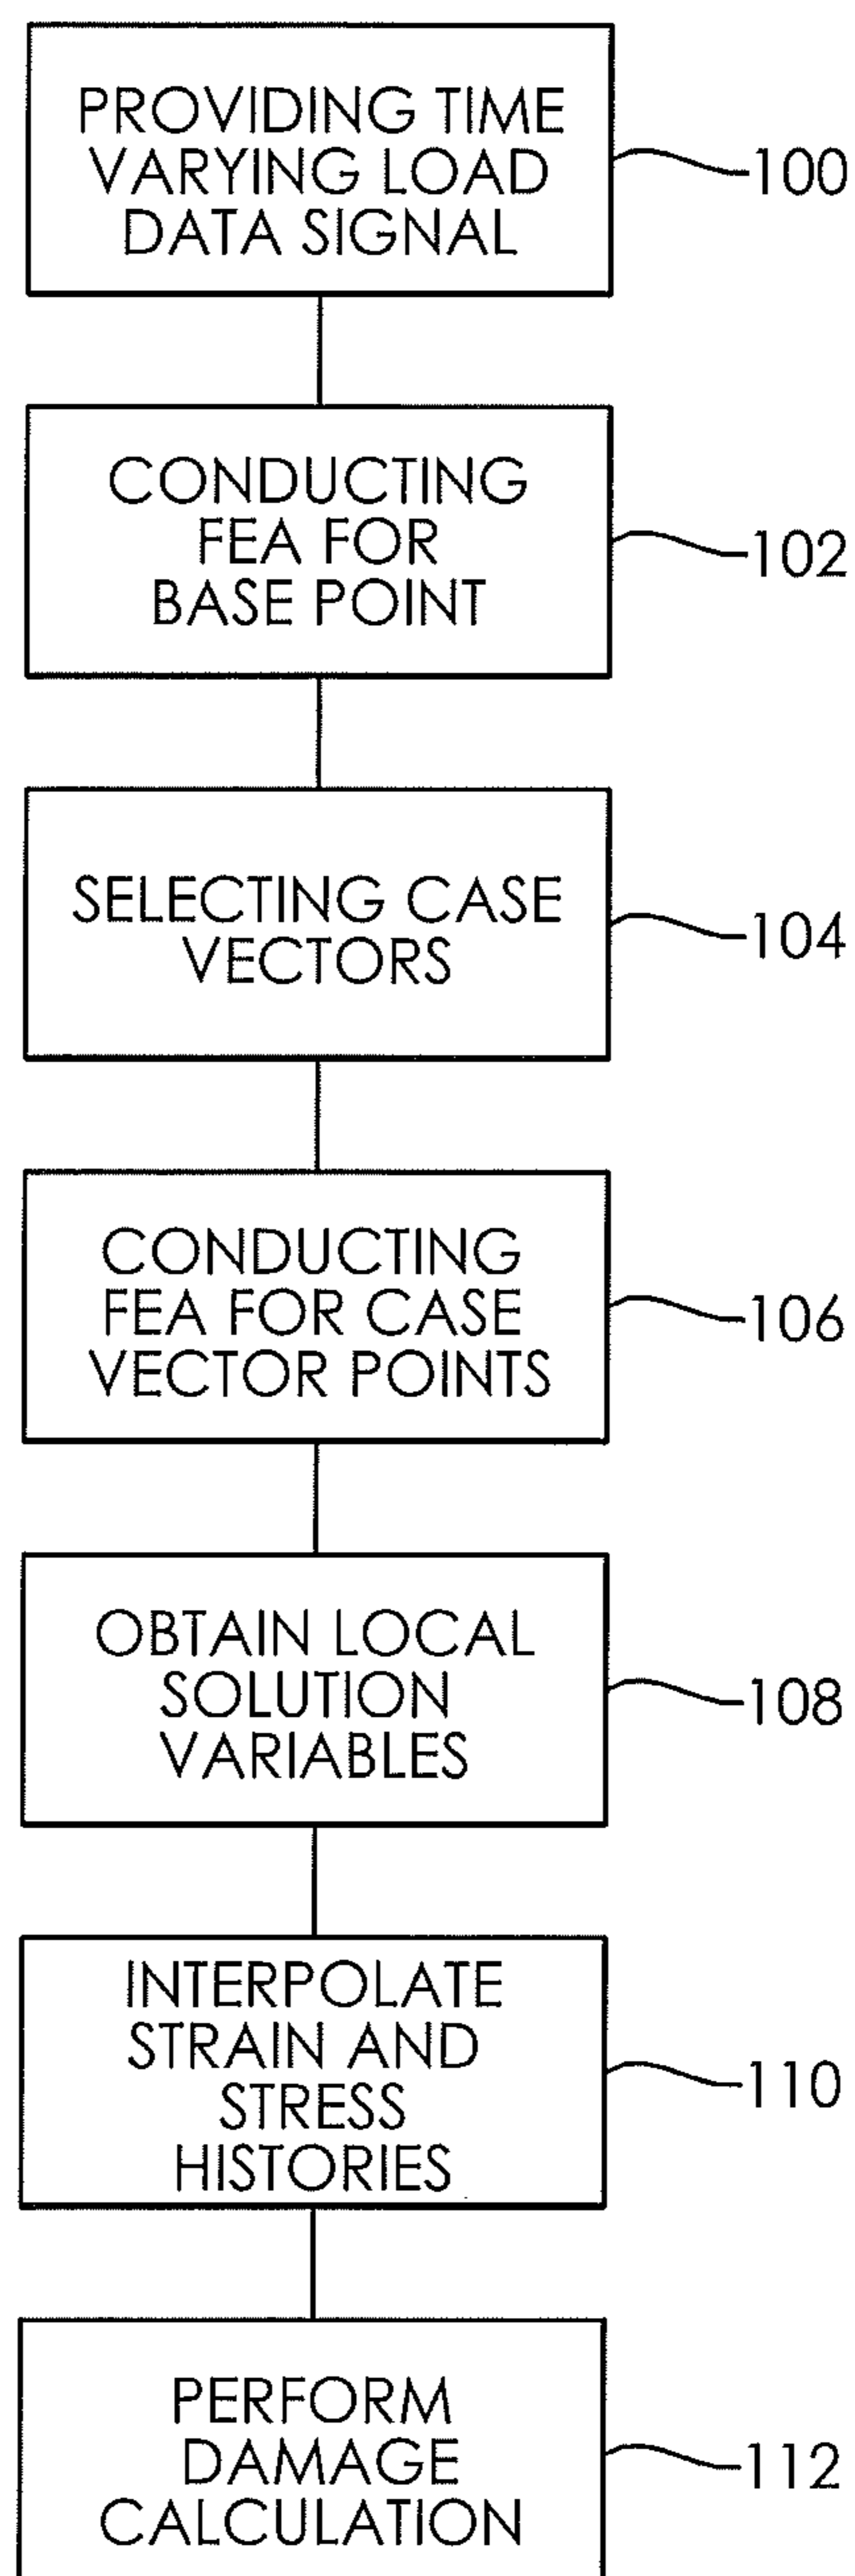 PROVIDING TIME
VARYING LOAD
DATA SIGNAL
100
CONDUCTING
FEA FOR
BASE POINT
102
SELECTING CASE
VECTORS
104
CONDUCTING
FEA FOR CASE
VECTOR POINTS
106
OBTAIN LOCAL
SOLUTION
VARIABLES
108
INTERPOLATE
STRAIN AND
STRESS
HISTORIES
110
PERFORM
DAMAGE
CALCULATION
112